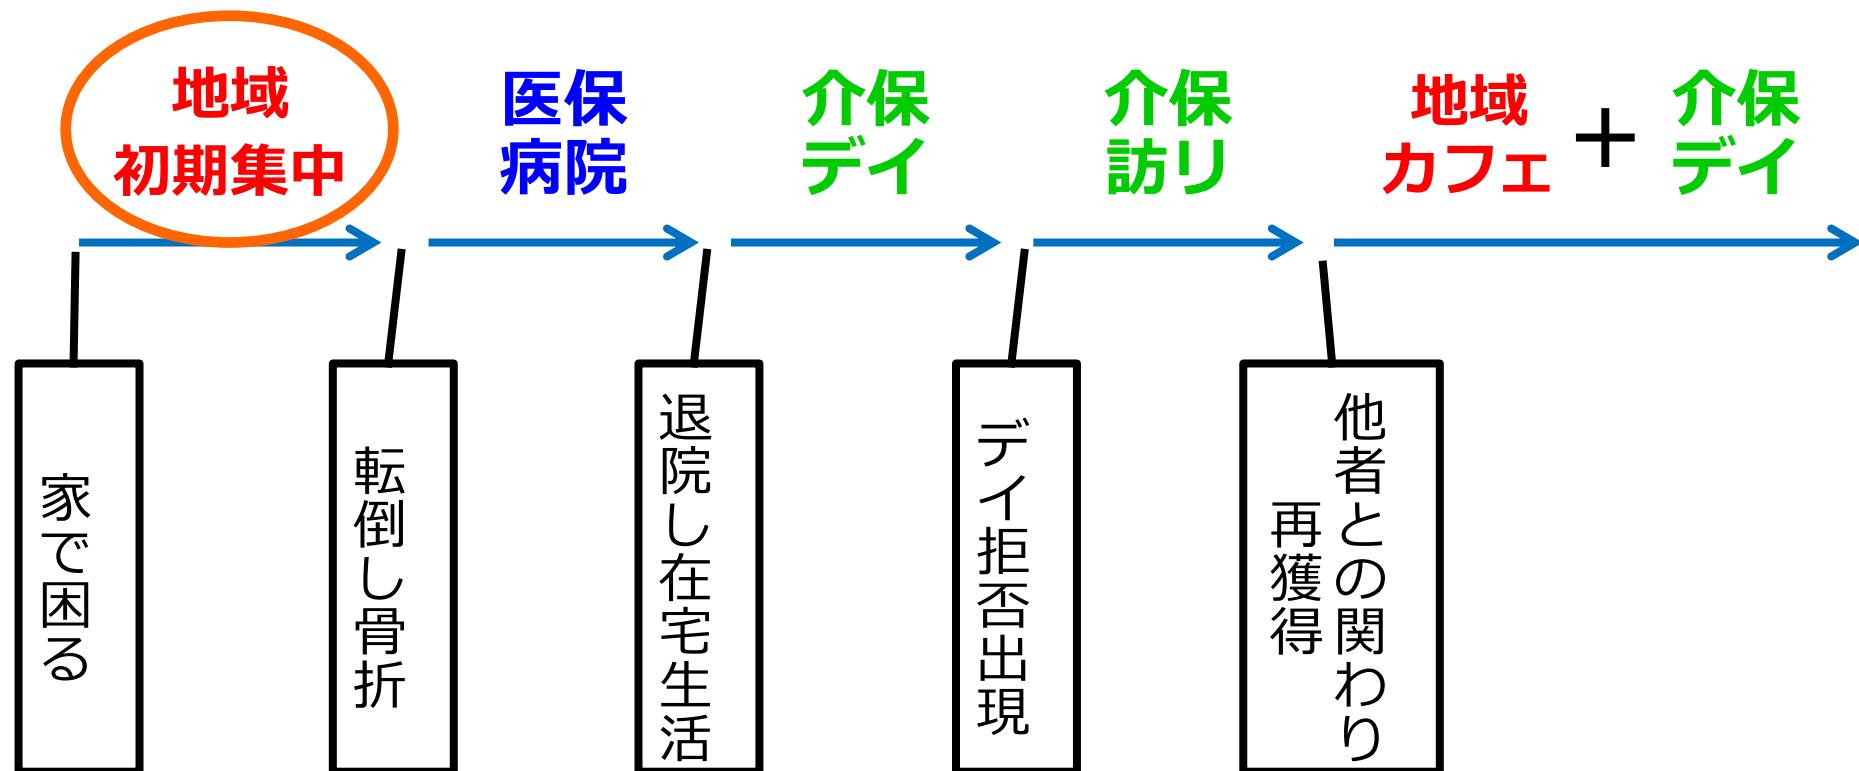 地域
初期集中
医保
病院
介保
デイ
介保
訪リ
地域
カフェ
＋
介保
デイ
家で困る
転倒し骨折
退院し在宅生活
デイ拒否出現
他者との関わり
再獲得